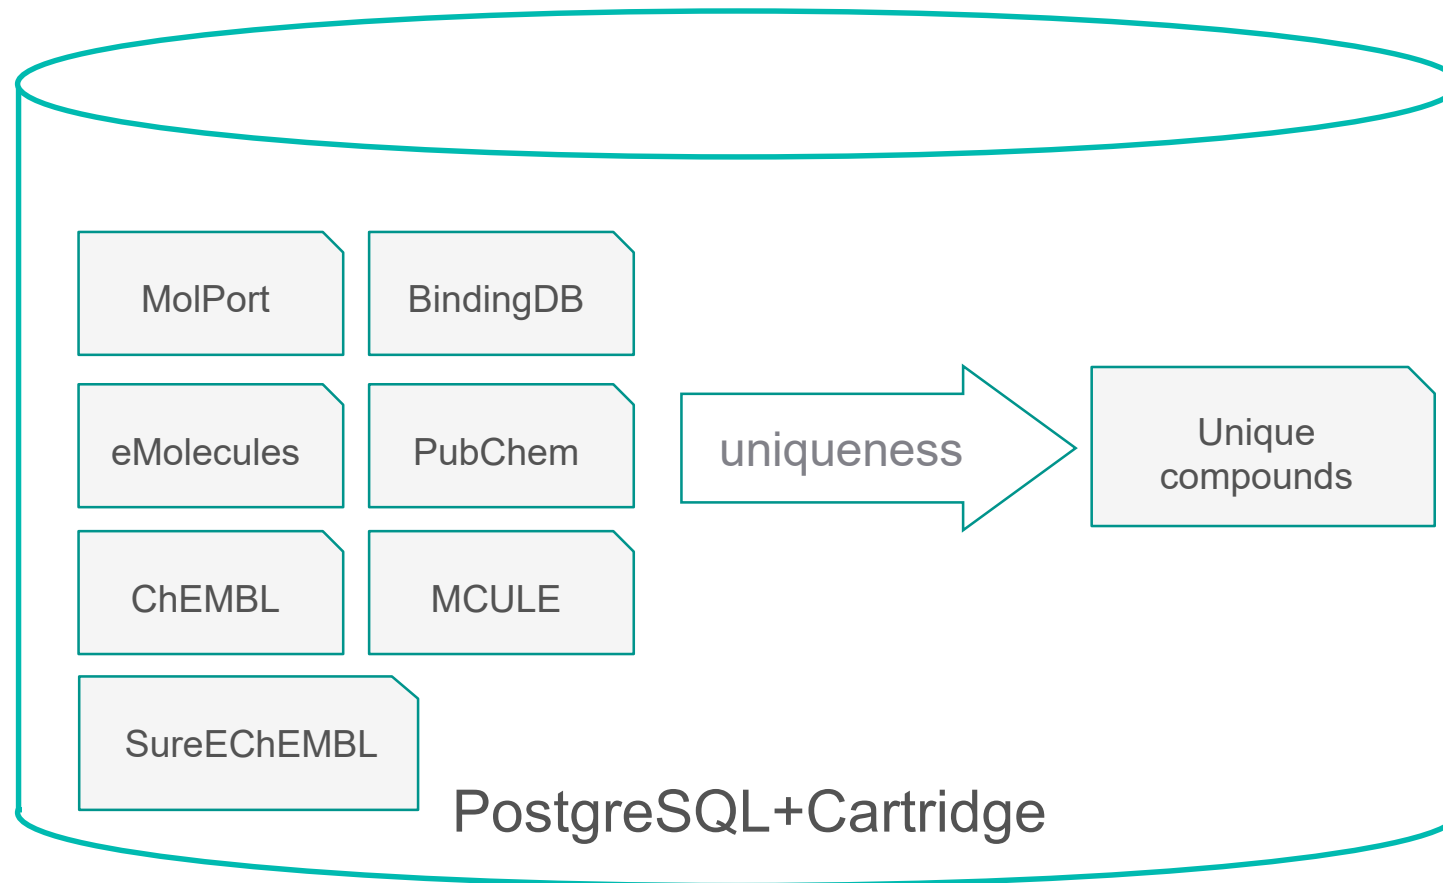 MolPort
BindingDB
eMolecules
PubChem
uniqueness
Unique
compounds
ChEMBL
MCULE
SureEChEMBL
PostgreSQL+Cartridge